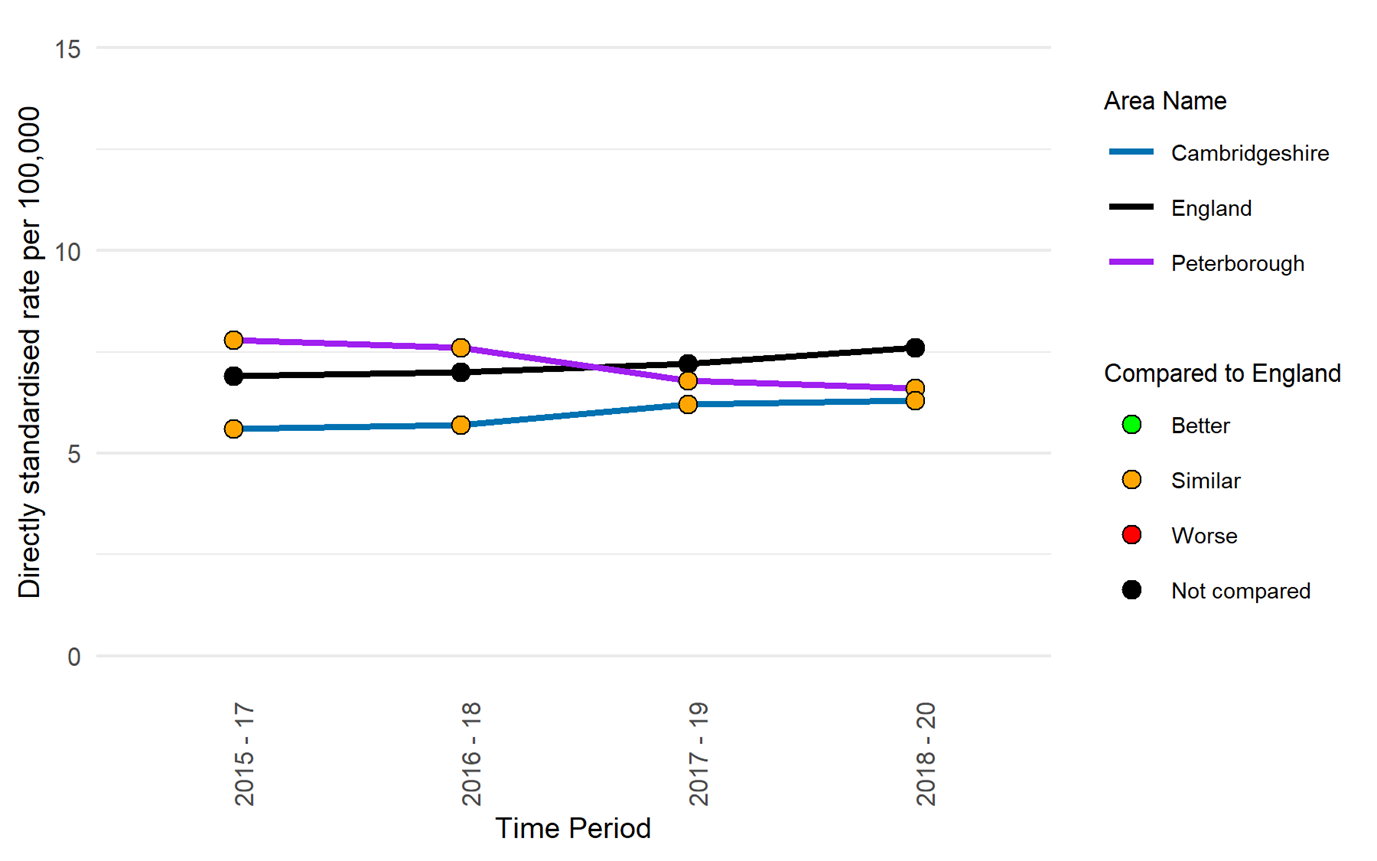 Directly standardised rate per 100,000
15
10
5
0
2015 - 17
2016 - 18
2017 - 19
2018 - 20
Time Period
Area Name
Cambridgeshire
England
Peterborough
Compared to England
Better
Similar
Worse
Not compared